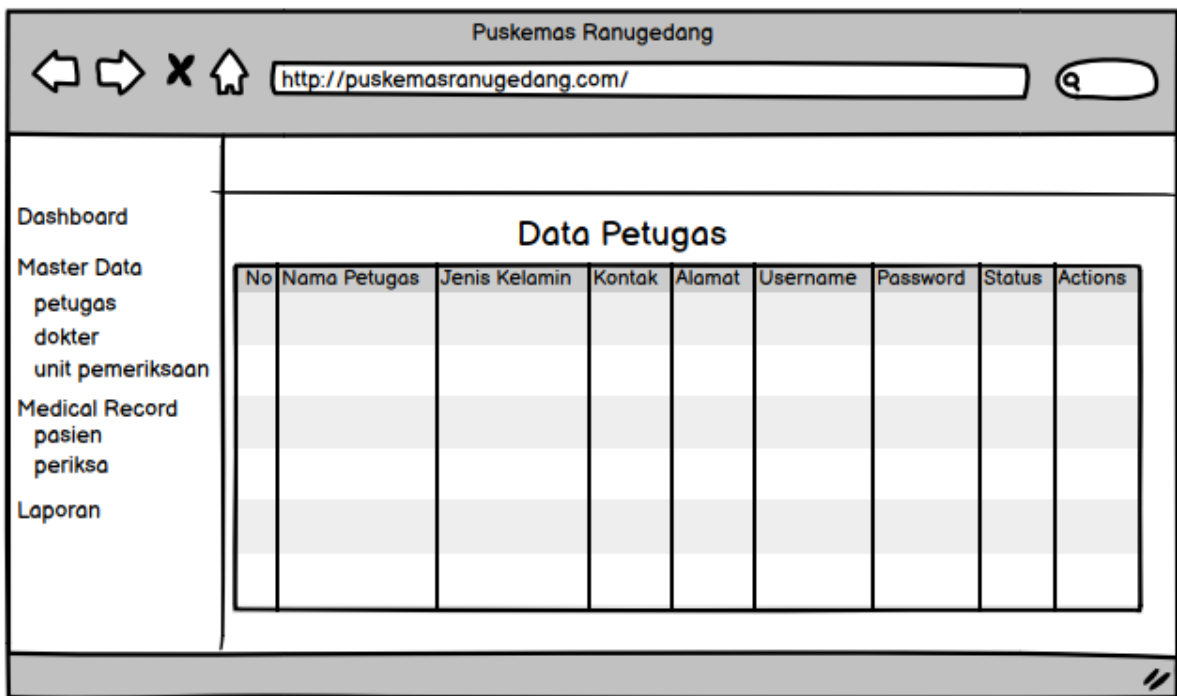 Puskemas Ranugedang
http://puskemasranugedang.com/
Dashboard
Master Data
petugas
dokter
unit pemeriksaan
Medical Record
pasien
periksa
Laporan
Data Petugas
No Nama Petugas Jenis Kelamin Kontak Alamat Username Password Status Actions